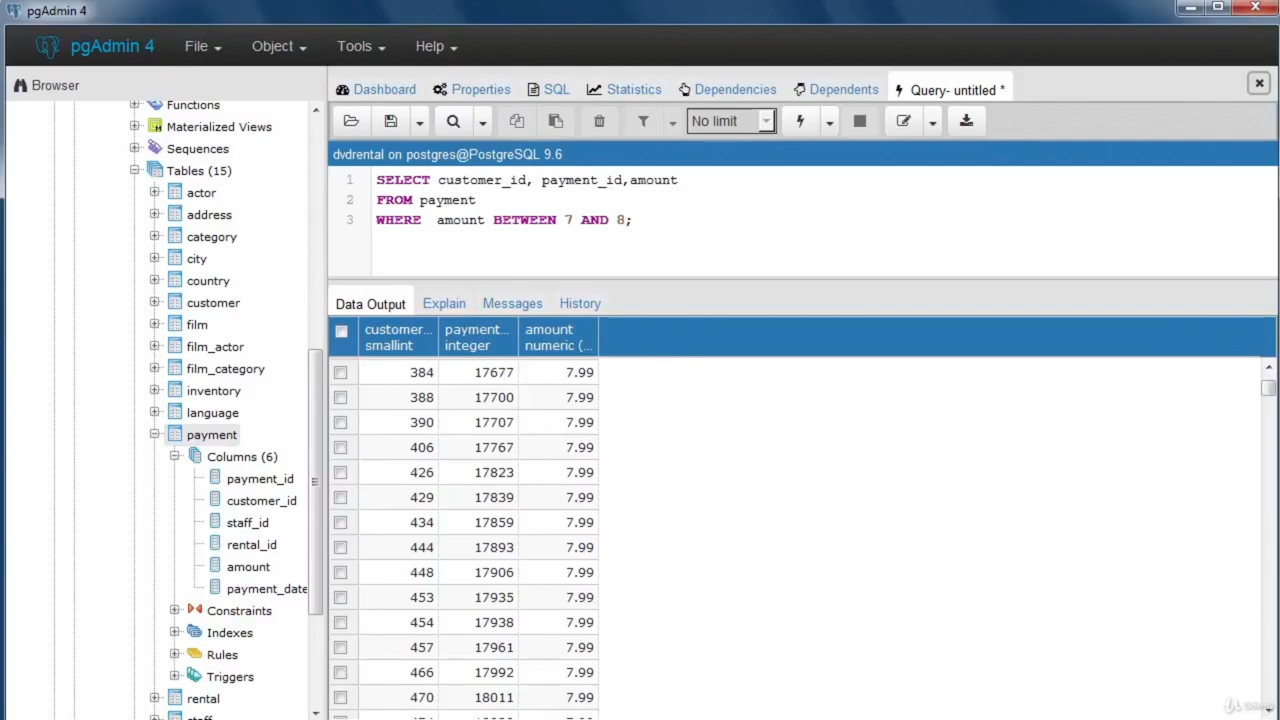 pgAdmin 4
pgAdmin 4
File
Object
Tools
Help
Browser
Functions
Materialized Views
Sequences
Tables (15)
actor
address
category
city
country
customer
film
film_actor
film_category
inventory
language
payment
Columns (6)
payment_id
customer_id
staff_id
rental_id
amount
payment_date
Constraints
Indexes
Rules
Triggers
rental
Dashboard
Properties
SQL
Statistics
Dependencies
Dependents
Query- untitled *
No limit
dvdrental on postgres@PostgreSQL 9.6
1 SELECT customer_id, payment_id,amount
2 FROM payment
3 WHERE  amount BETWEEN 7 AND 8;
Data Output
Explain
Messages
History
customer... payment... amount
smallint integer numeric (...
384 17677 7.99
388 17700 7.99
390 17707 7.99
406 17767 7.99
426 17823 7.99
429 17839 7.99
434 17859 7.99
444 17893 7.99
448 17906 7.99
453 17935 7.99
454 17938 7.99
457 17961 7.99
466 17992 7.99
470 18011 7.99